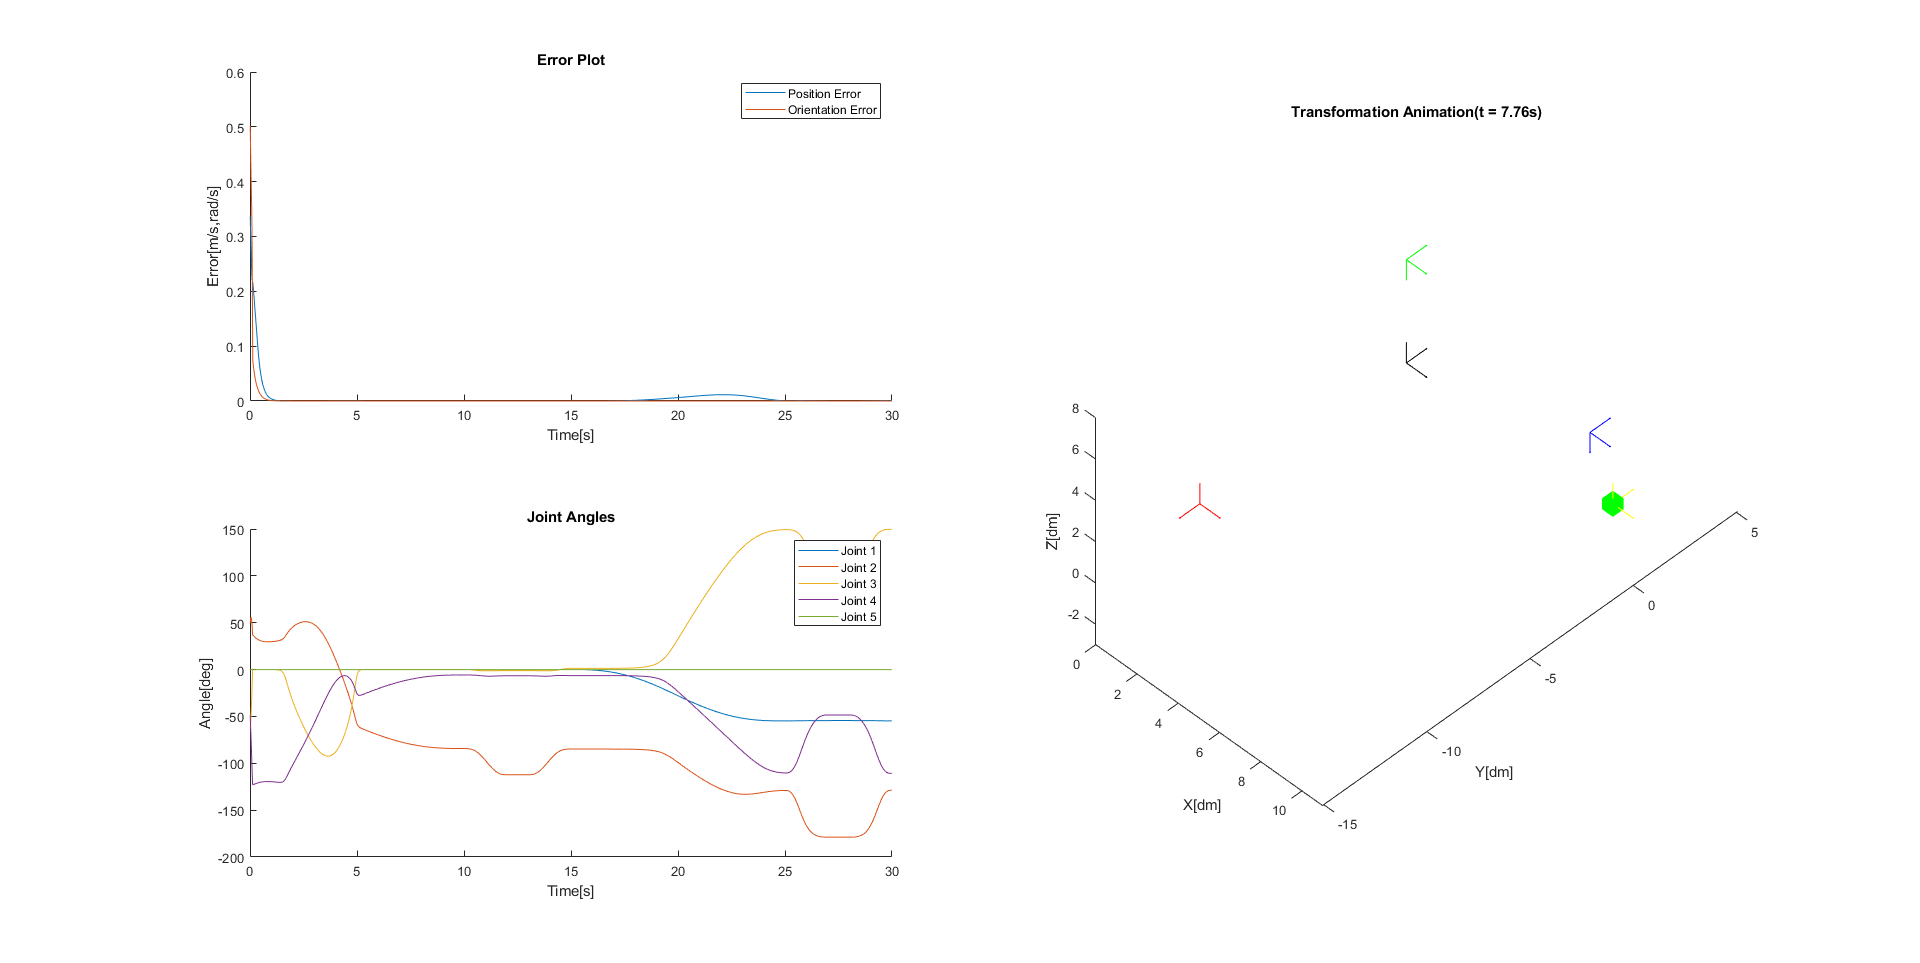 Error Plot
0.6
0.5
0.4
0.3
0.2
0.1
0
Error[m/s,rad/s]
Position Error
Orientation Error
0 5 10 15 20 25 30
Time[s]
Joint Angles
150
100
50
0
-50
-100
-150
-200
Angle[deg]
Joint 1
Joint 2
Joint 3
Joint 4
Joint 5
0 5 10 15 20 25 30
Time[s]
Transformation Animation(t = 7.76s)
8
6
4
2
0
-2
Z[dm]
0
2
4
6
8
10
X[dm]
5
0
-5
-10
-15
Y[dm]